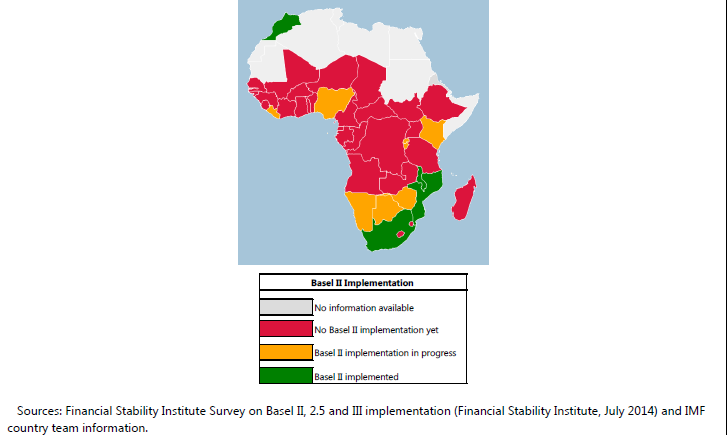 Basel II Implementation
No information available
No Basel II implementation yet
Basel II implementation in progress
Basel II implemented
Sources: Financial Stability Institute Survey on Basel II, 2.5 and III implementation (Financial Stability Institute, July 2014) and IMF
country team information.